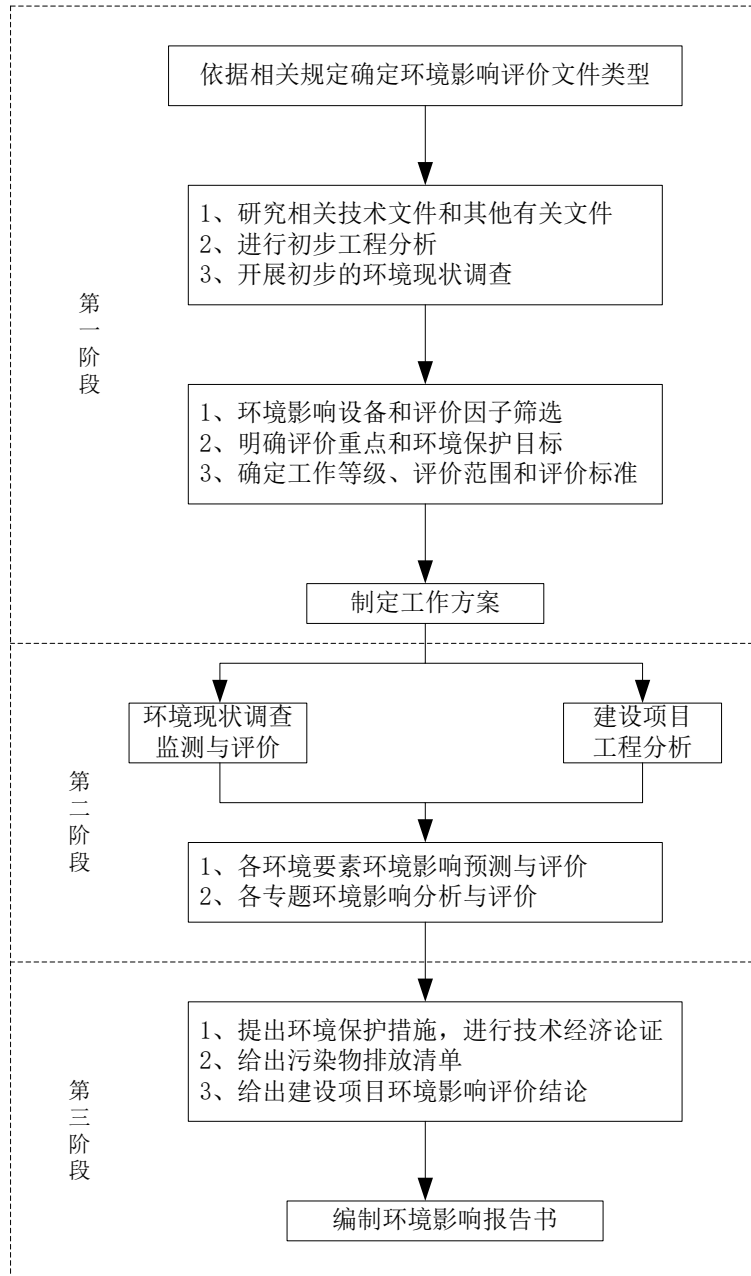 依据相关规定确定环境影响评价文件类型
1、研究相关技术文件和其他有关文件
2、进行初步工程分析
3、开展初步的环境现状调查
第一阶段
1、环境影响设备和评价因子筛选
2、明确评价重点和环境保护目标
3、确定工作等级、评价范围和评价标准
制定工作方案
环境现状调查
监测与评价
建设项目
工程分析
第二阶段
1、各环境要素环境影响预测与评价
2、各专题环境影响分析与评价
1、提出环境保护措施，进行技术经济论证
2、给出污染物排放清单
3、给出建设项目环境影响评价结论
第三阶段
编制环境影响报告书